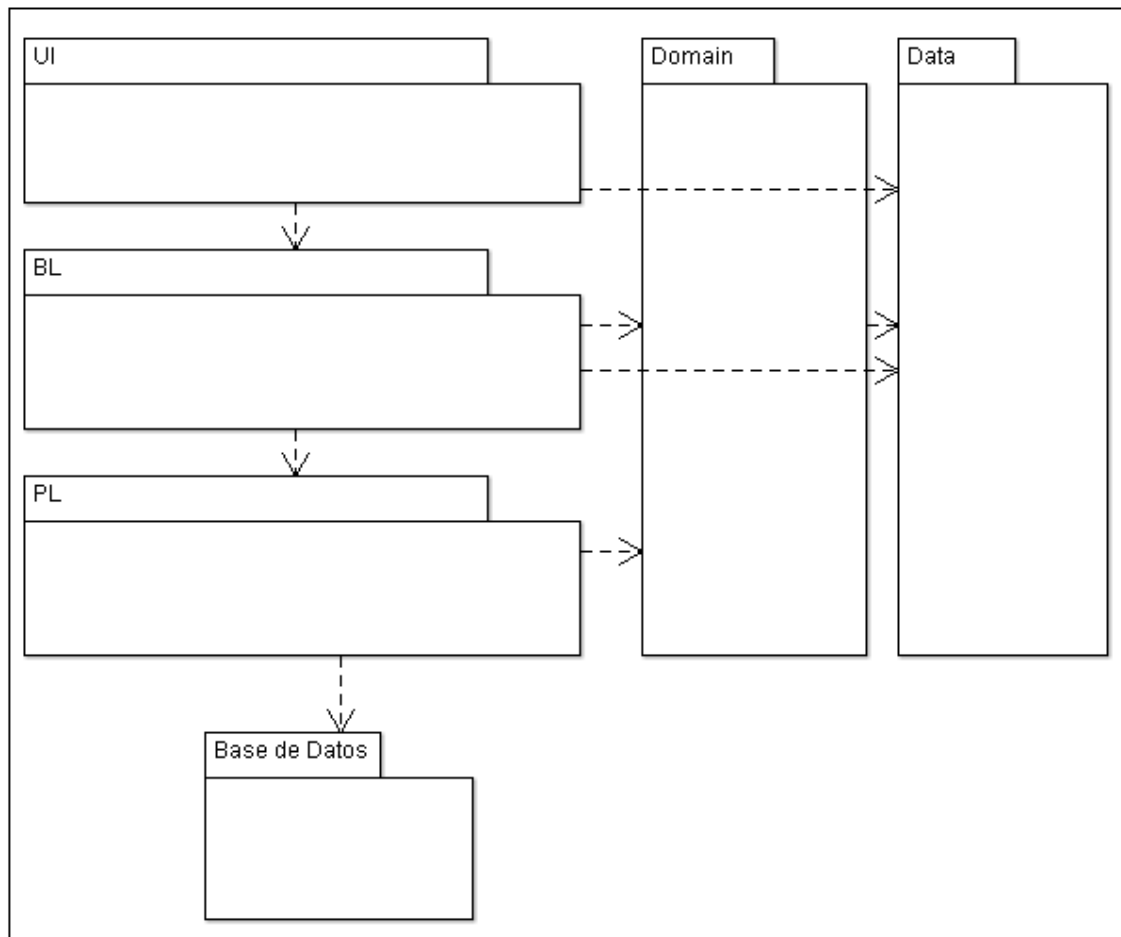 UI
Domain
Data
BL
PL
Base de Datos